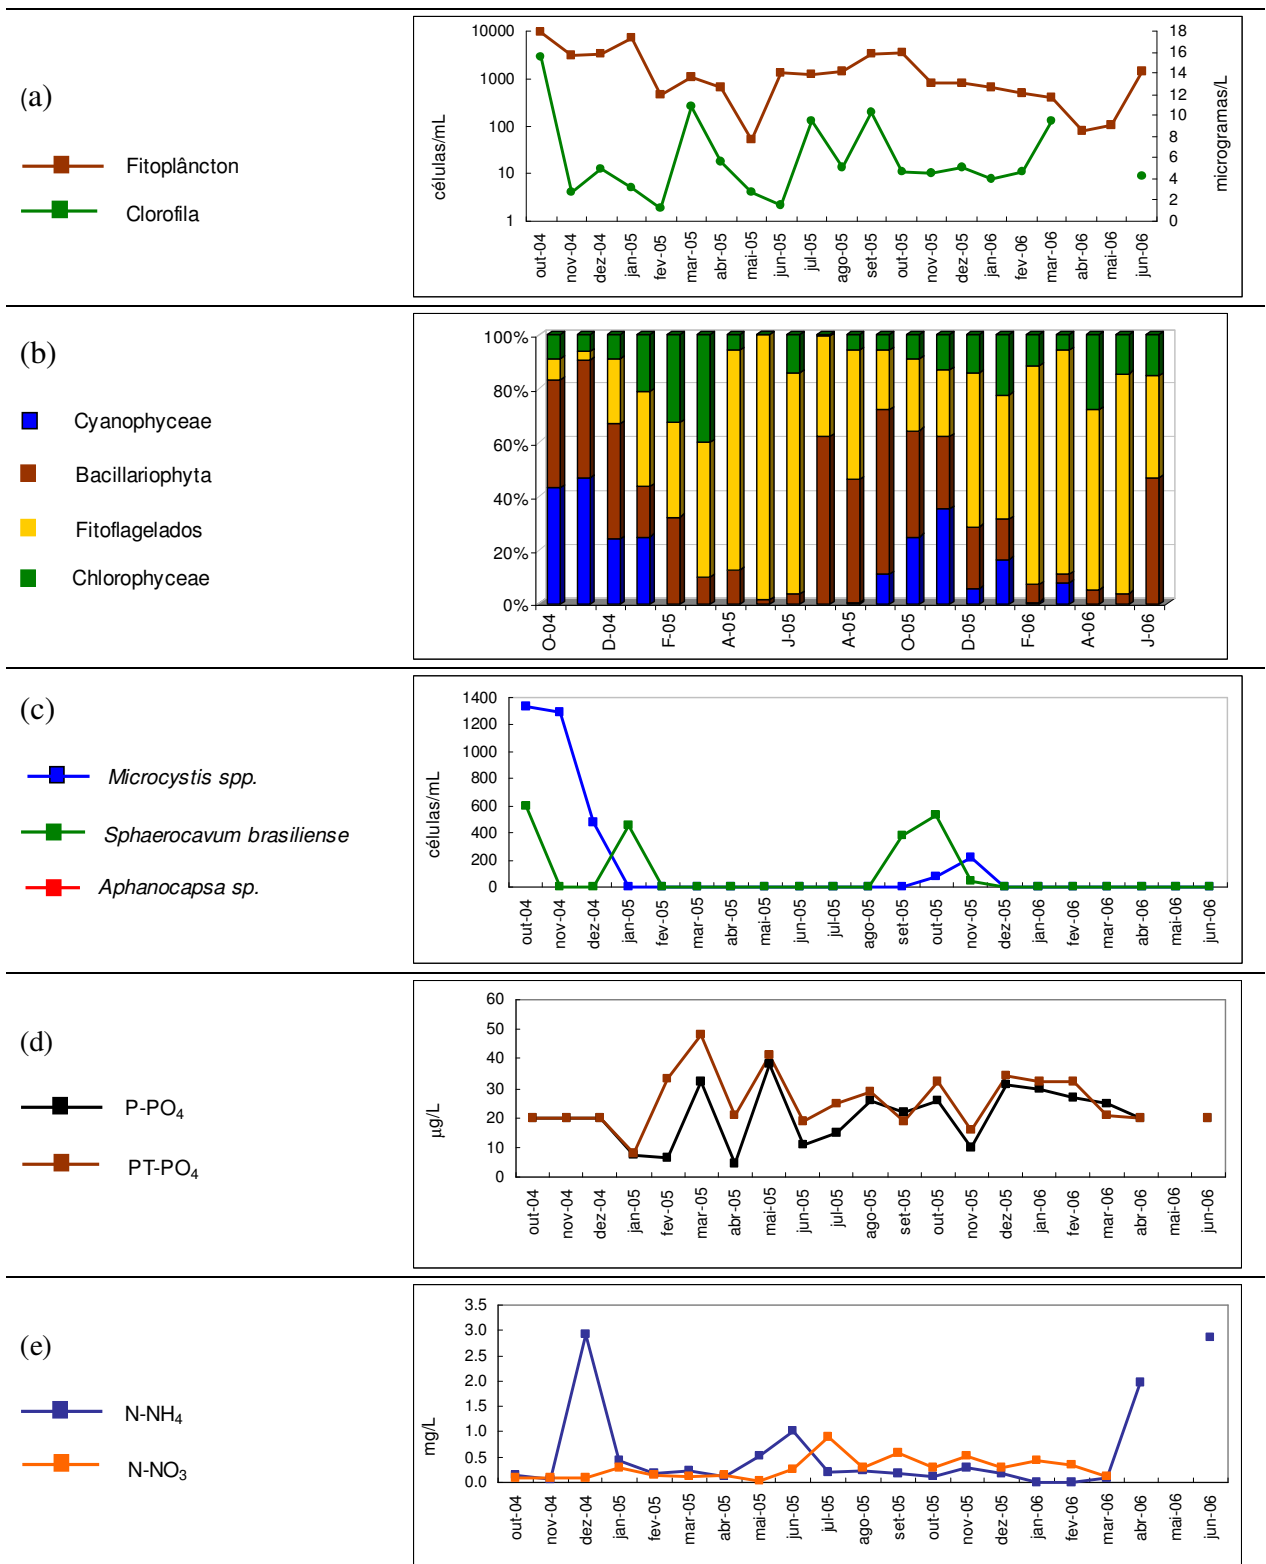 (a)
Fitoplâncton
Clorofila
células/mL
10000
1000
100
10
1
microgramas/L
18
16
14
12
10
8
6
4
2
0
out-04 nov-04 dez-04 jan-05 fev-05 mar-05 abr-05 mai-05 jun-05 jul-05 ago-05 set-05 out-05 nov-05 dez-05 jan-06 fev-06 mar-06 abr-06 mai-06 jun-06
(b)
Cyanophyceae
Bacillariophyta
Fitoflagelados
Chlorophyceae
100%
80%
60%
40%
20%
0%
O-04 D-04 F-05 A-05 J-05 A-05 O-05 D-05 F-06 A-06 J-06
(c)
Microcystis spp.
Sphaerocavum brasiliense
Aphanocapsa sp.
células/mL
1400
1200
1000
800
600
400
200
0
out-04 nov-04 dez-04 jan-05 fev-05 mar-05 abr-05 mai-05 jun-05 jul-05 ago-05 set-05 out-05 nov-05 dez-05 jan-06 fev-06 mar-06 abr-06 mai-06 jun-06
(d)
P-PO4
PT-PO4
µg/L
60
50
40
30
20
10
0
out-04 nov-04 dez-04 jan-05 fev-05 mar-05 abr-05 mai-05 jun-05 jul-05 ago-05 set-05 out-05 nov-05 dez-05 jan-06 fev-06 mar-06 abr-06 mai-06 jun-06
(e)
N-NH4
N-NO3
mg/L
3.5
3.0
2.5
2.0
1.5
1.0
0.5
0.0
out-04 nov-04 dez-04 jan-05 fev-05 mar-05 abr-05 mai-05 jun-05 jul-05 ago-05 set-05 out-05 nov-05 dez-05 jan-06 fev-06 mar-06 abr-06 mai-06 jun-06